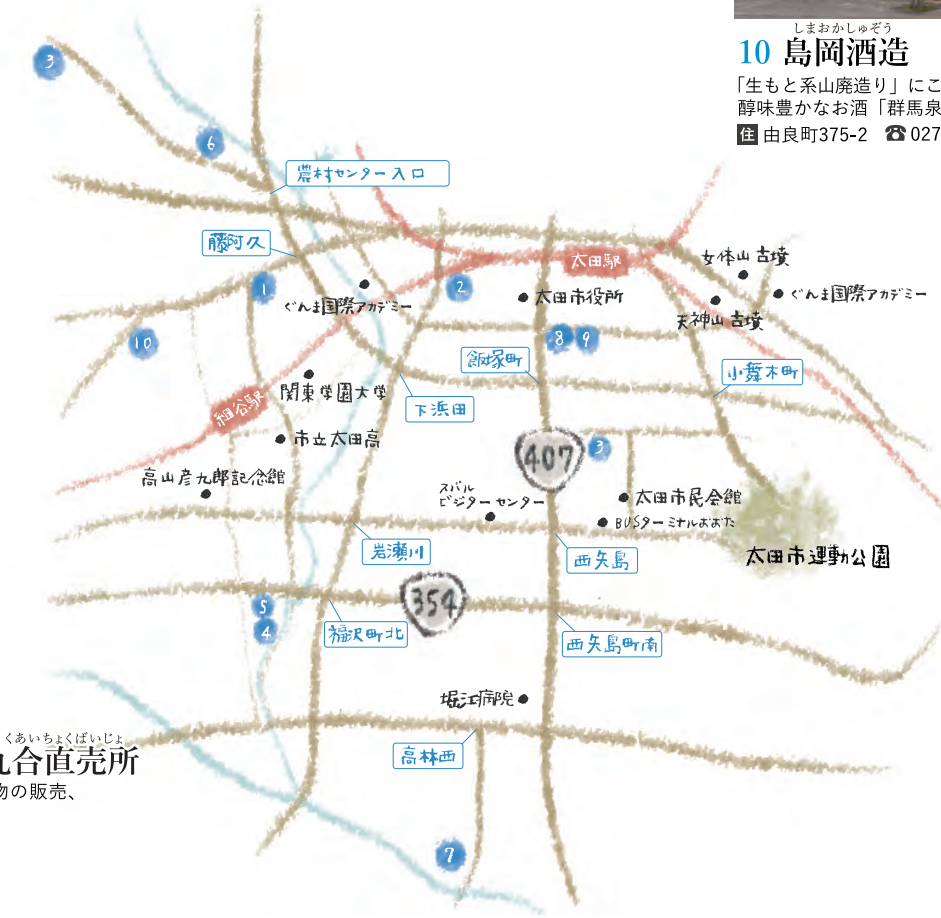 しまおかしゅぞう
10 島岡酒造
「生もと系山廃造り」にこ
醇味豊かなお酒「群馬泉
住 由良町375-2 ☎ 027
3
6
農村センター入口
藤阿久
女体山古墳
太田駅
1
2
ぐんま国際アカデミー
太田市役所
ぐんま国際アカデミー
天神山古墳
10
8 9
飯塚町
小舞木町
関東学園大学
細谷駅
下浜田
市立太田高
407
3
高山彦九郎記念館
スバル
ビジターセンター
太田市民会館
BUSターミナルおおた
岩瀬川
西矢島
太田市運動公園
354
5
4
福沢町北
西矢島町南
堀江病院
くあいちょくばいじょ
九合直売所
物の販売、
高林西
7